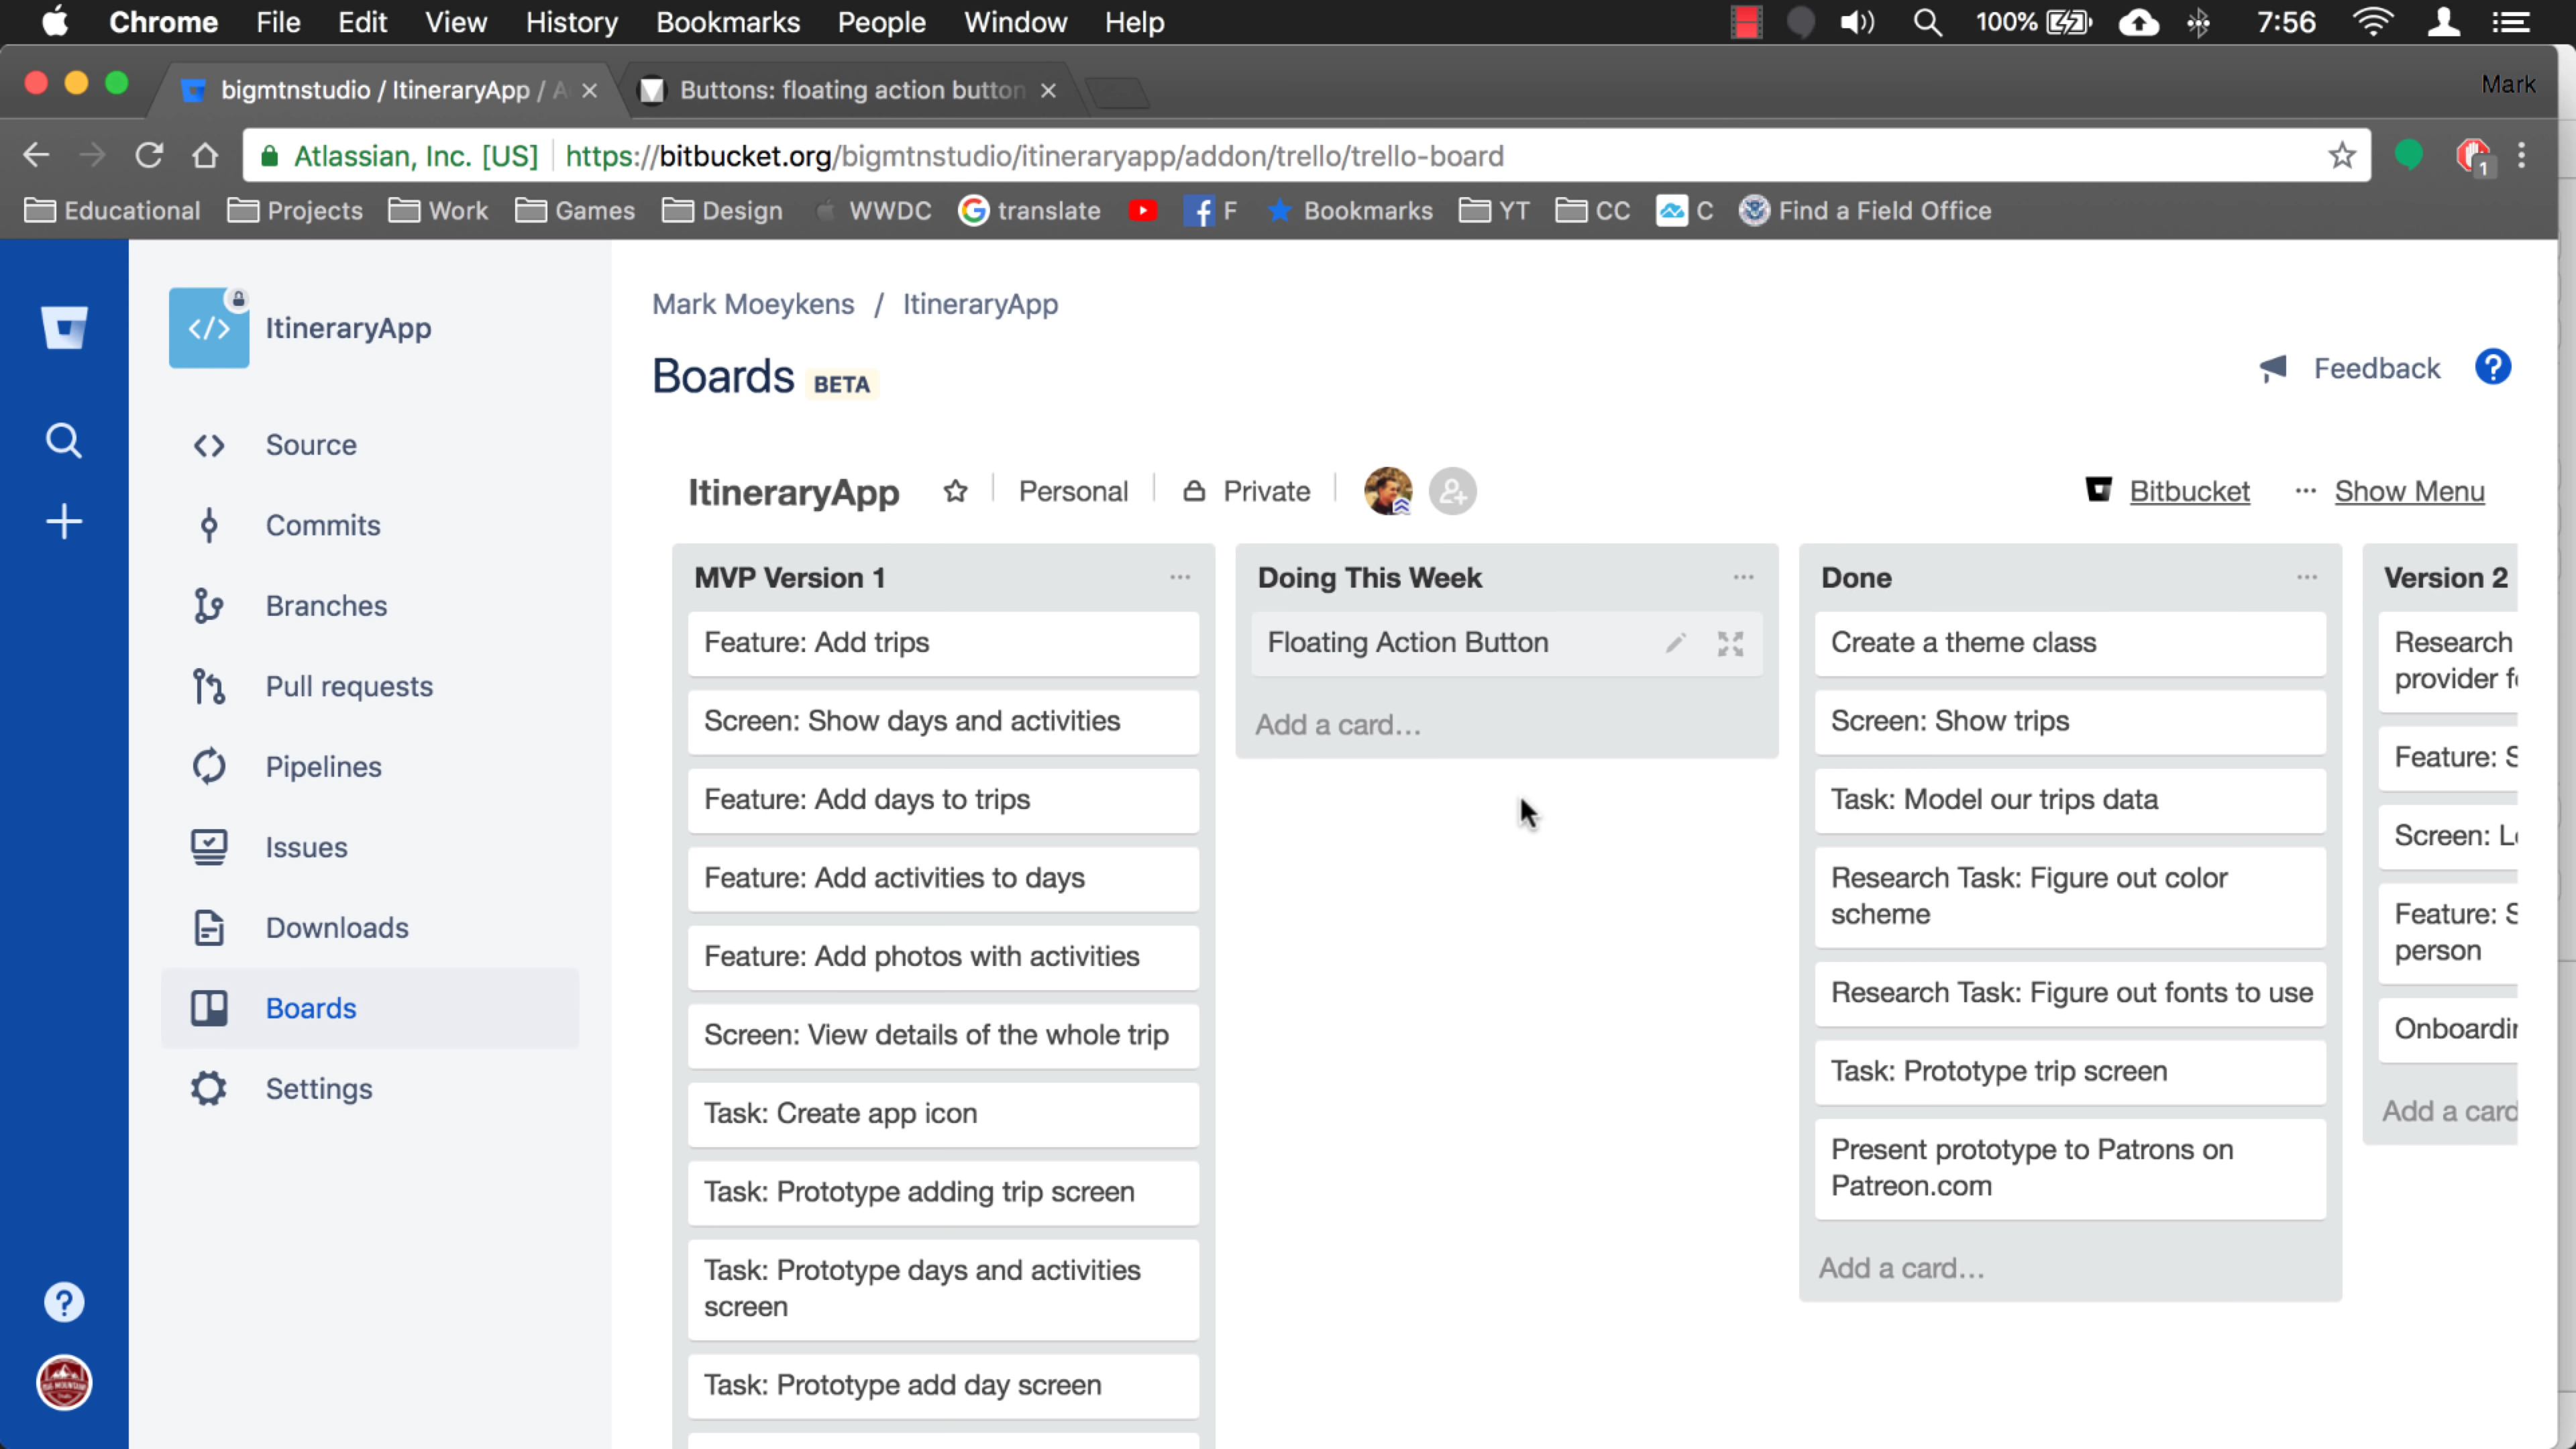 Chrome File Edit View History Bookmarks People Window Help 100% 7:56
bigmtnstudio / ItineraryApp / A Buttons: floating action button Mark
Atlassian, Inc. [US] https://bitbucket.org/bigmtnstudio/itineraryapp/addon/trello/trello-board 1
Educational Projects Work Games Design WWDC translate F Bookmarks YT CC C Find a Field Office
ItineraryApp
Source
Commits
Branches
Pull requests
Pipelines
Issues
Downloads
Boards
Settings
Mark Moeykens / ItineraryApp
Boards BETA
Feedback
ItineraryApp Personal Private Bitbucket ... Show Menu
MVP Version 1 ...
Feature: Add trips
Screen: Show days and activities
Feature: Add days to trips
Feature: Add activities to days
Feature: Add photos with activities
Screen: View details of the whole trip
Task: Create app icon
Task: Prototype adding trip screen
Task: Prototype days and activities
screen
Task: Prototype add day screen
Doing This Week ...
Floating Action Button
Add a card...
Done ...
Create a theme class
Screen: Show trips
Task: Model our trips data
Research Task: Figure out color
scheme
Research Task: Figure out fonts to use
Task: Prototype trip screen
Present prototype to Patrons on
Patreon.com
Add a card...
Version 2
Research
provider f
Feature: S
Screen: L
Feature: S
person
Onboardin
Add a card